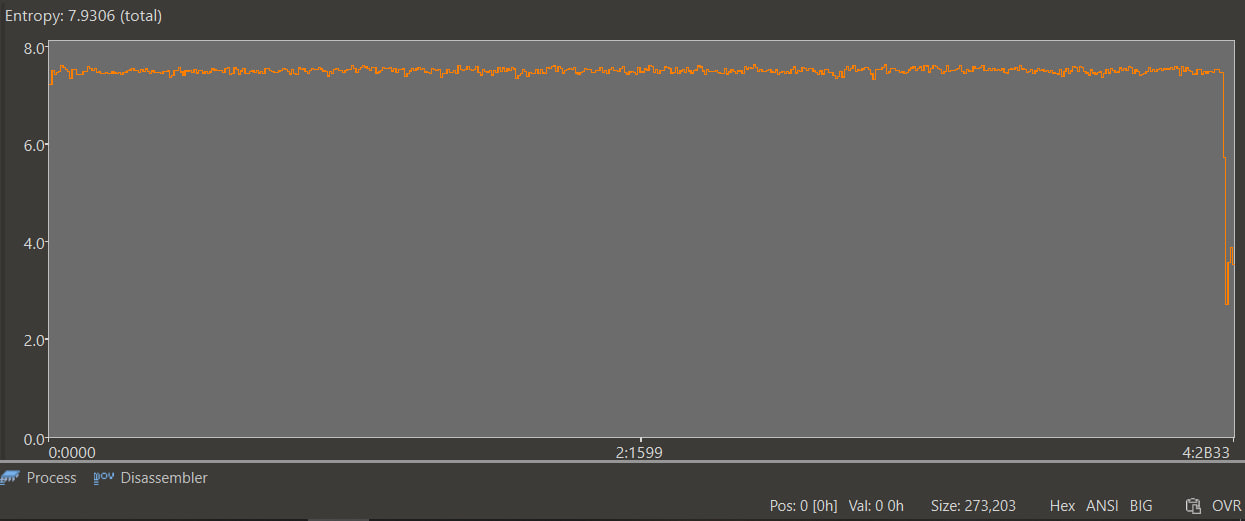 Entropy: 7.9306 (total)
8.0
6.0
4.0
2.0
0.0
0:0000 2:1599 4:2B33
Process Disassembler
Pos: 0 [0h] Val: 0 0h Size: 273,203 Hex ANSI BIG OVR